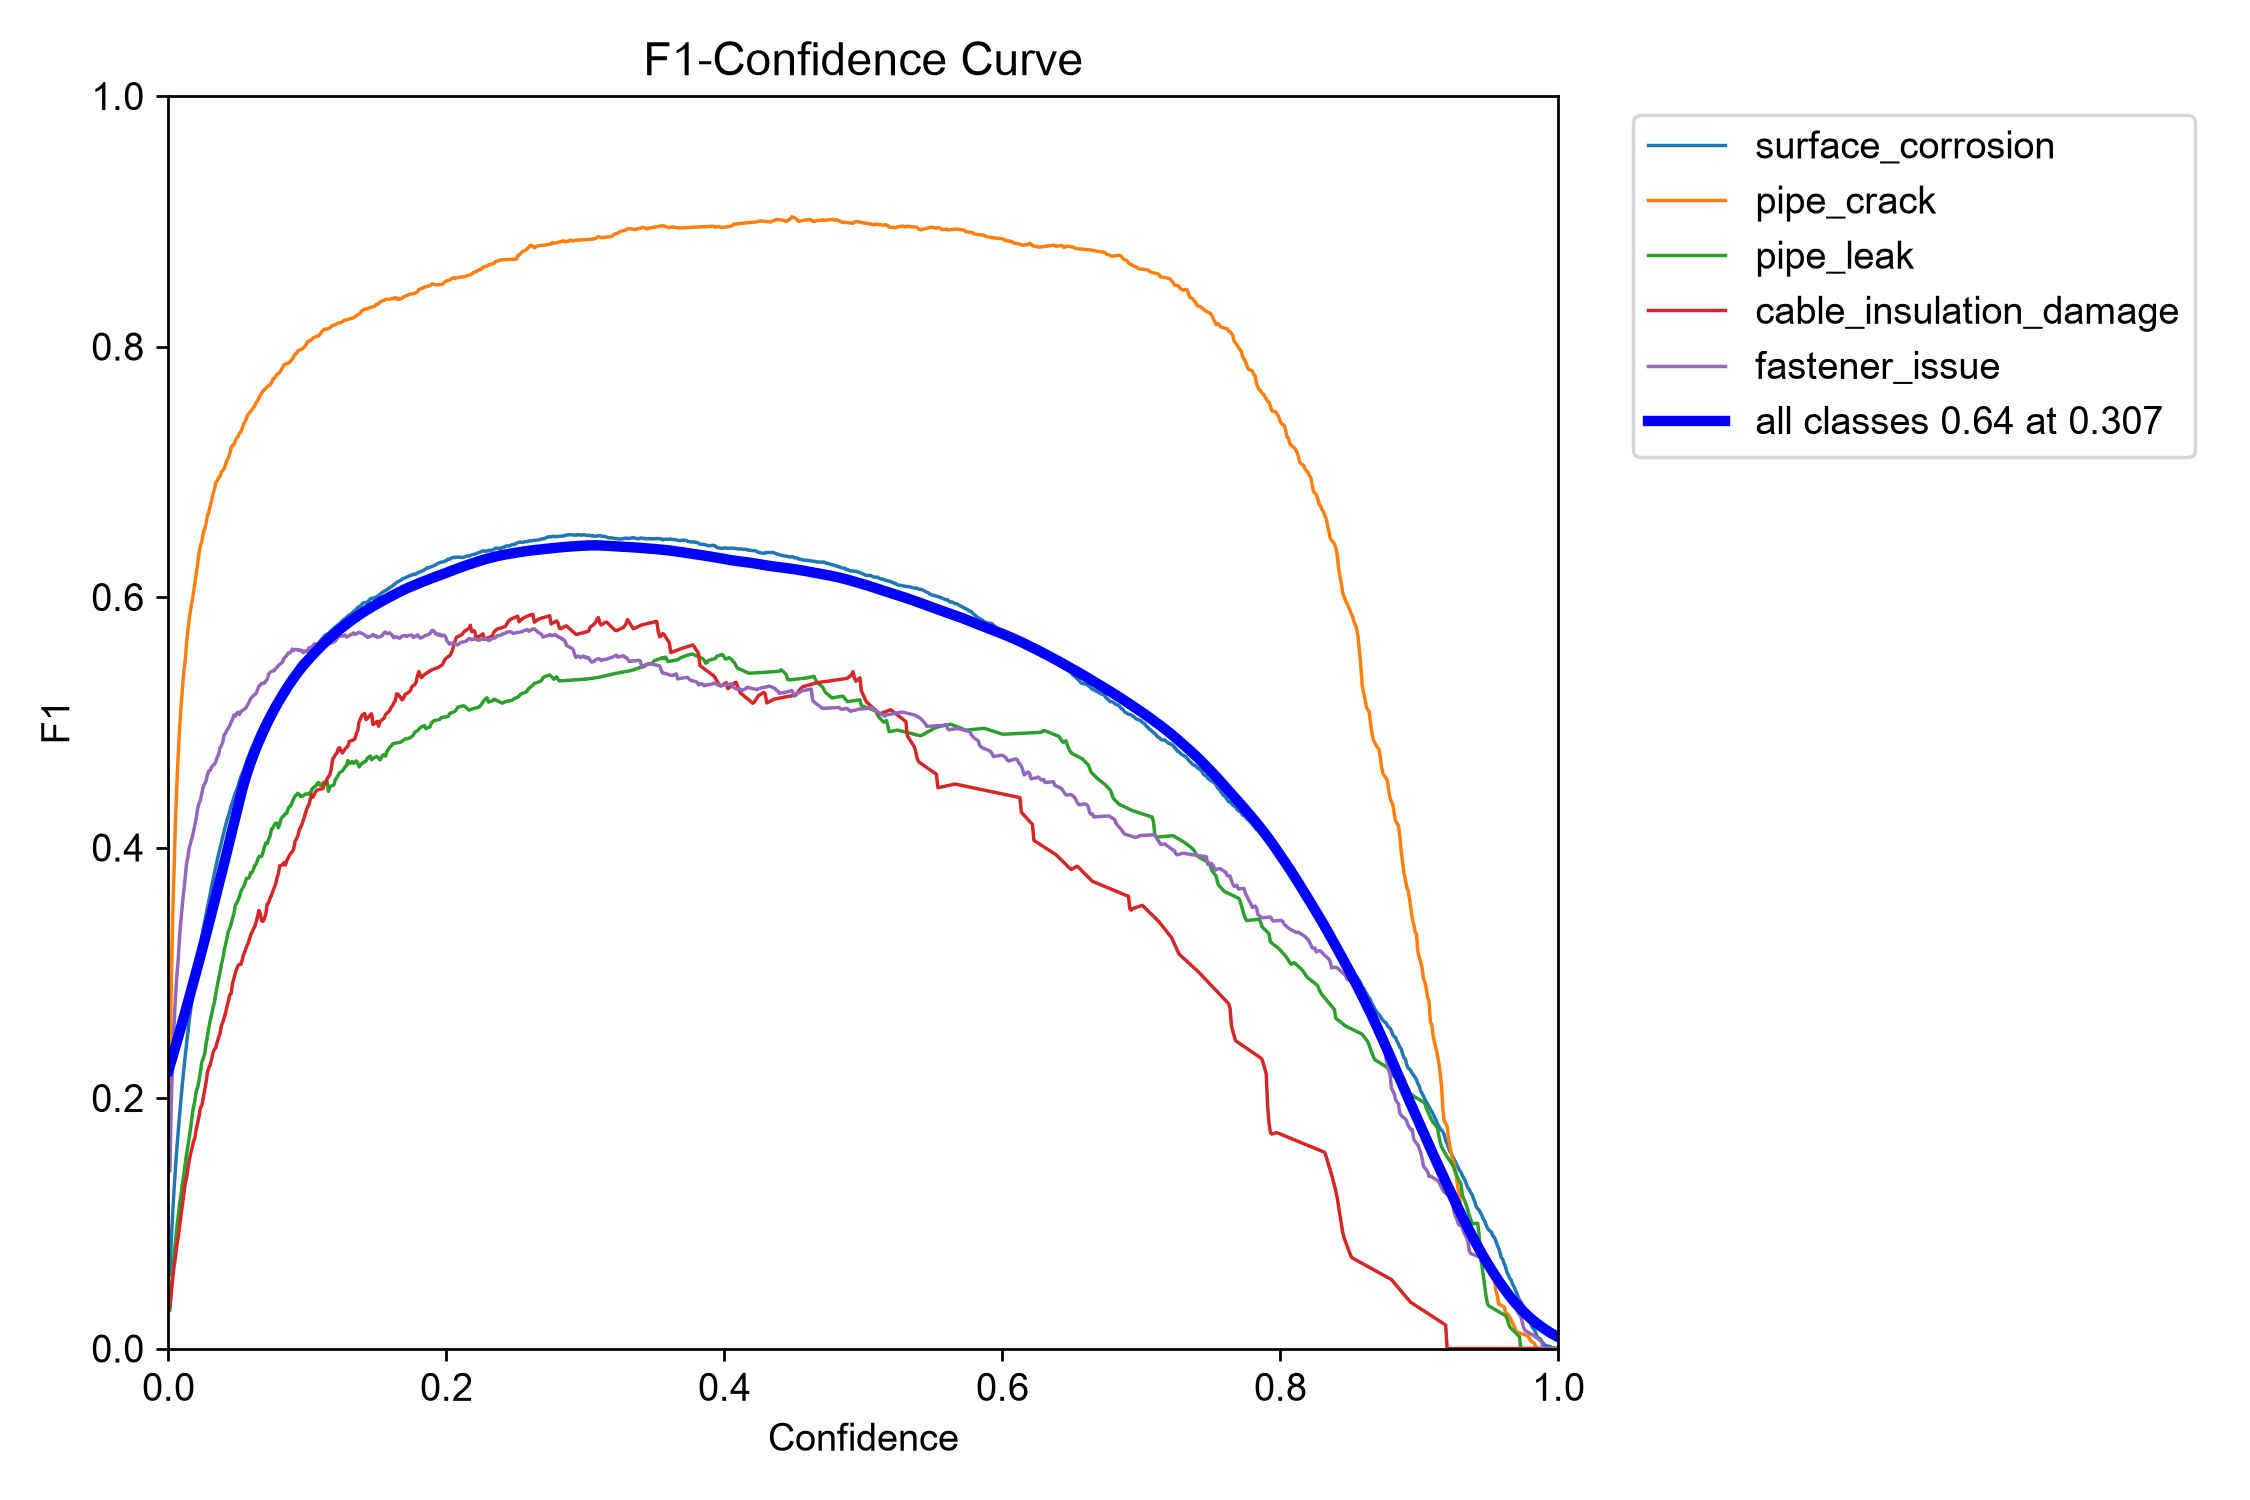 F1-Confidence Curve
1.0
0.8
0.6
0.4
0.2
0.0
F1
0.0 0.2 0.4 0.6 0.8 1.0
Confidence
surface_corrosion
pipe_crack
pipe_leak
cable_insulation_damage
fastener_issue
all classes 0.64 at 0.307